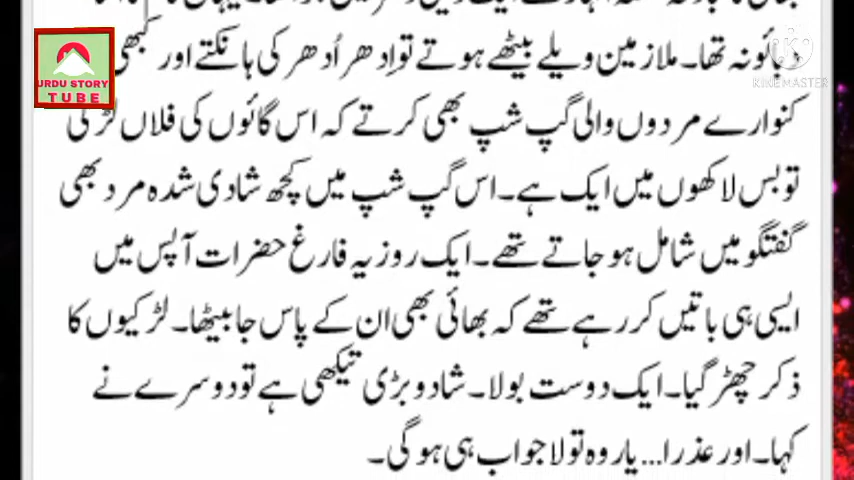 دبائو نہ تھا۔ ملازمین ویلے بیٹھے ہوتے تو اِدھر اُدھر کی ہانکتے اور کبھی
کنوارے مردوں والی گپ شپ بھی کرتے کہ اس گائوں کی فلاں لڑکی
تو بس لاکھوں میں ایک ہے۔ اس گپ شپ میں کچھ شادی شدہ مرد بھی
گفتگو میں شامل ہو جاتے تھے۔ ایک روز یہ فارغ حضرات آپس میں
ایسی ہی باتیں کر رہے تھے کہ بھائی بھی ان کے پاس جا بیٹھا۔ لڑکیوں کا
ذکر چھڑ گیا۔ ایک دوست بولا۔ شادو بڑی تیکھی ہے تو دوسرے نے
کہا۔ اور عذرا... یار وہ تو لاجواب ہی ہو گی۔
URDU STORY
TUBE
KINEMASTER